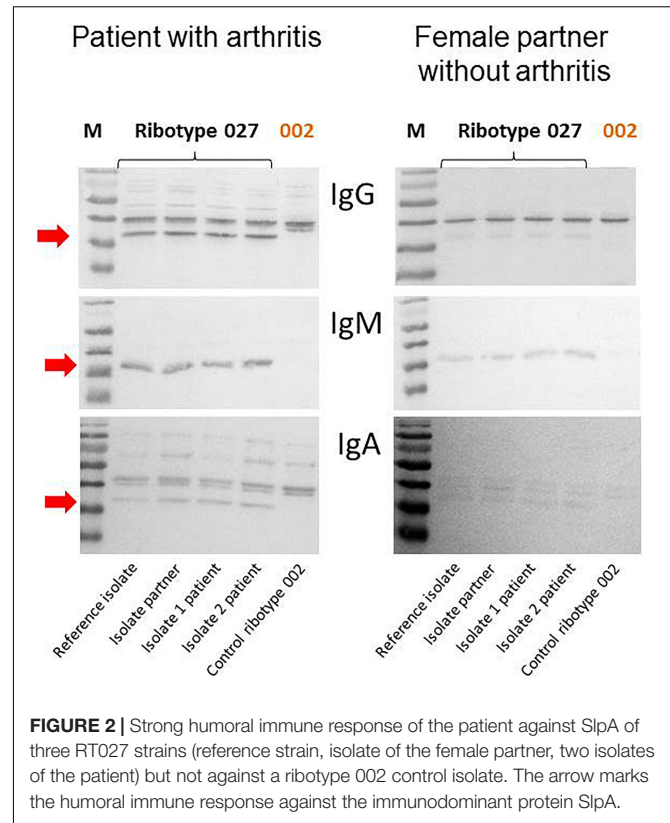 Patient with arthritis
Female partner
without arthritis
M Ribotype 027 002
M Ribotype 027 002
IgG
IgM
IgA
Reference isolate
Isolate partner
Isolate 1 patient
Isolate 2 patient
Control ribotype 002
Reference isolate
Isolate partner
Isolate 1 patient
Isolate 2 patient
Control ribotype 002
FIGURE 2 | Strong humoral immune response of the patient against SlpA of
three RT027 strains (reference strain, isolate of the female partner, two isolates
of the patient) but not against a ribotype 002 control isolate. The arrow marks
the humoral immune response against the immunodominant protein SlpA.